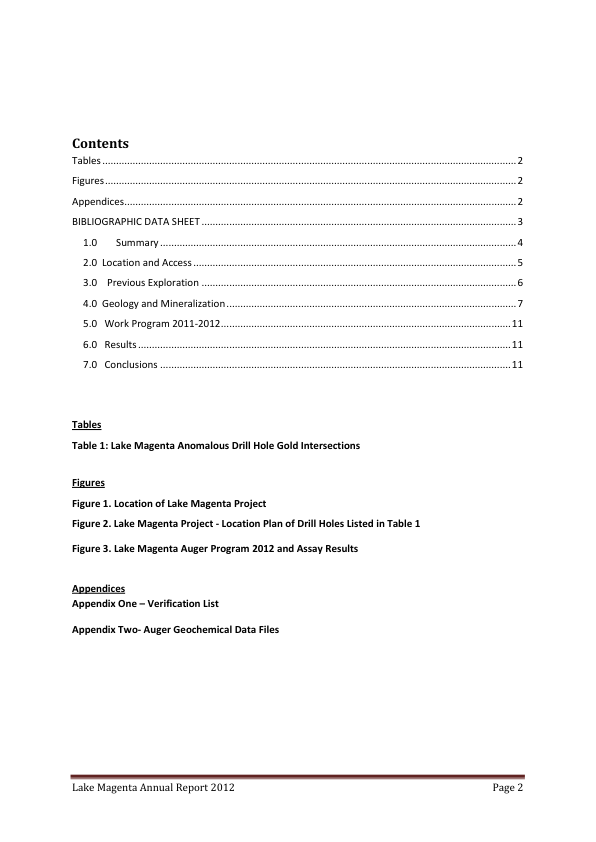 Contents
Tables ........................................................................................................................................................ 2
Figures ....................................................................................................................................................... 2
Appendices ................................................................................................................................................ 2
BIBLIOGRAPHIC DATA SHEET .................................................................................................................... 3
1.0 Summary ............................................................................................................................... 4
2.0 Location and Access .................................................................................................................... 5
3.0 Previous Exploration .................................................................................................................. 6
4.0 Geology and Mineralization ........................................................................................................ 7
5.0 Work Program 2011-2012 .......................................................................................................... 11
6.0 Results ....................................................................................................................................... 11
7.0 Conclusions ................................................................................................................................ 11
Tables
Table 1: Lake Magenta Anomalous Drill Hole Gold Intersections
Figures
Figure 1. Location of Lake Magenta Project
Figure 2. Lake Magenta Project - Location Plan of Drill Holes Listed in Table 1
Figure 3. Lake Magenta Auger Program 2012 and Assay Results
Appendices
Appendix One – Verification List
Appendix Two- Auger Geochemical Data Files
Lake Magenta Annual Report 2012 Page 2